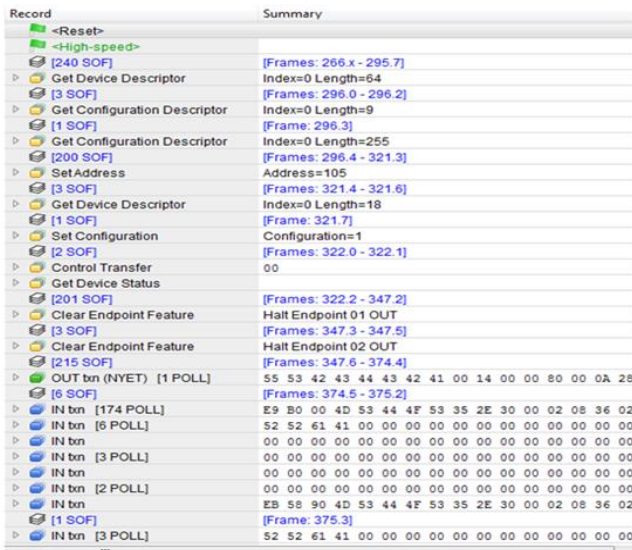 Record Summary
<Reset>
<High-speed>
[240 SOF] [Frames: 266.x - 295.7]
Get Device Descriptor Index=0 Length=64
[3 SOF] [Frames: 296.0 - 296.2]
Get Configuration Descriptor Index=0 Length=9
[1 SOF] [Frame: 296.3]
Get Configuration Descriptor Index=0 Length=255
[200 SOF] [Frames: 296.4 - 321.3]
SetAddress Address=105
[3 SOF] [Frames: 321.4 - 321.6]
Get Device Descriptor Index=0 Length=18
[1 SOF] [Frame: 321.7]
Set Configuration Configuration=1
[2 SOF] [Frames: 322.0 - 322.1]
Control Transfer 00
Get Device Status
[201 SOF] [Frames: 322.2 - 347.2]
Clear Endpoint Feature Halt Endpoint 01 OUT
[3 SOF] [Frames: 347.3 - 347.5]
Clear Endpoint Feature Halt Endpoint 02 OUT
[215 SOF] [Frames: 347.6 - 374.4]
OUT txn (NYET) [1 POLL] 55 53 42 43 44 43 42 41 00 14 00 00 80 00 0A 28
[6 SOF] [Frames: 374.5 - 375.2]
IN txn [174 POLL] E9 B0 00 4D 53 44 4F 53 35 2E 30 00 02 08 36 02
IN txn [6 POLL] 52 52 61 41 00 00 00 00 00 00 00 00 00 00 00 00
IN txn 00 00 00 00 00 00 00 00 00 00 00 00 00 00 00 00
IN txn [3 POLL] 00 00 00 00 00 00 00 00 00 00 00 00 00 00 00 00
IN txn 00 00 00 00 00 00 00 00 00 00 00 00 00 00 00 00
IN txn [2 POLL] 00 00 00 00 00 00 00 00 00 00 00 00 00 00 00 00
IN txn EB 58 90 4D 53 44 4F 53 35 2E 30 00 02 08 36 02
[1 SOF] [Frame: 375.3]
IN txn [3 POLL] 52 52 61 41 00 00 00 00 00 00 00 00 00 00 00 00